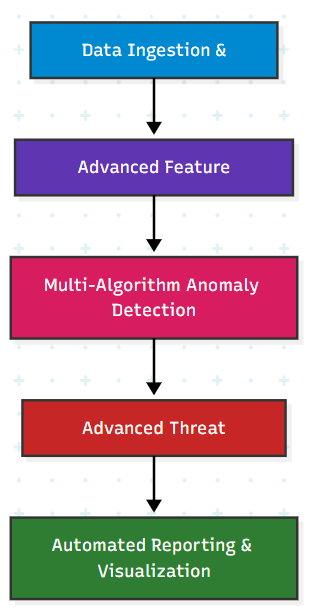 Data Ingestion &
Advanced Feature
Multi-Algorithm Anomaly
Detection
Advanced Threat
Automated Reporting &
Visualization